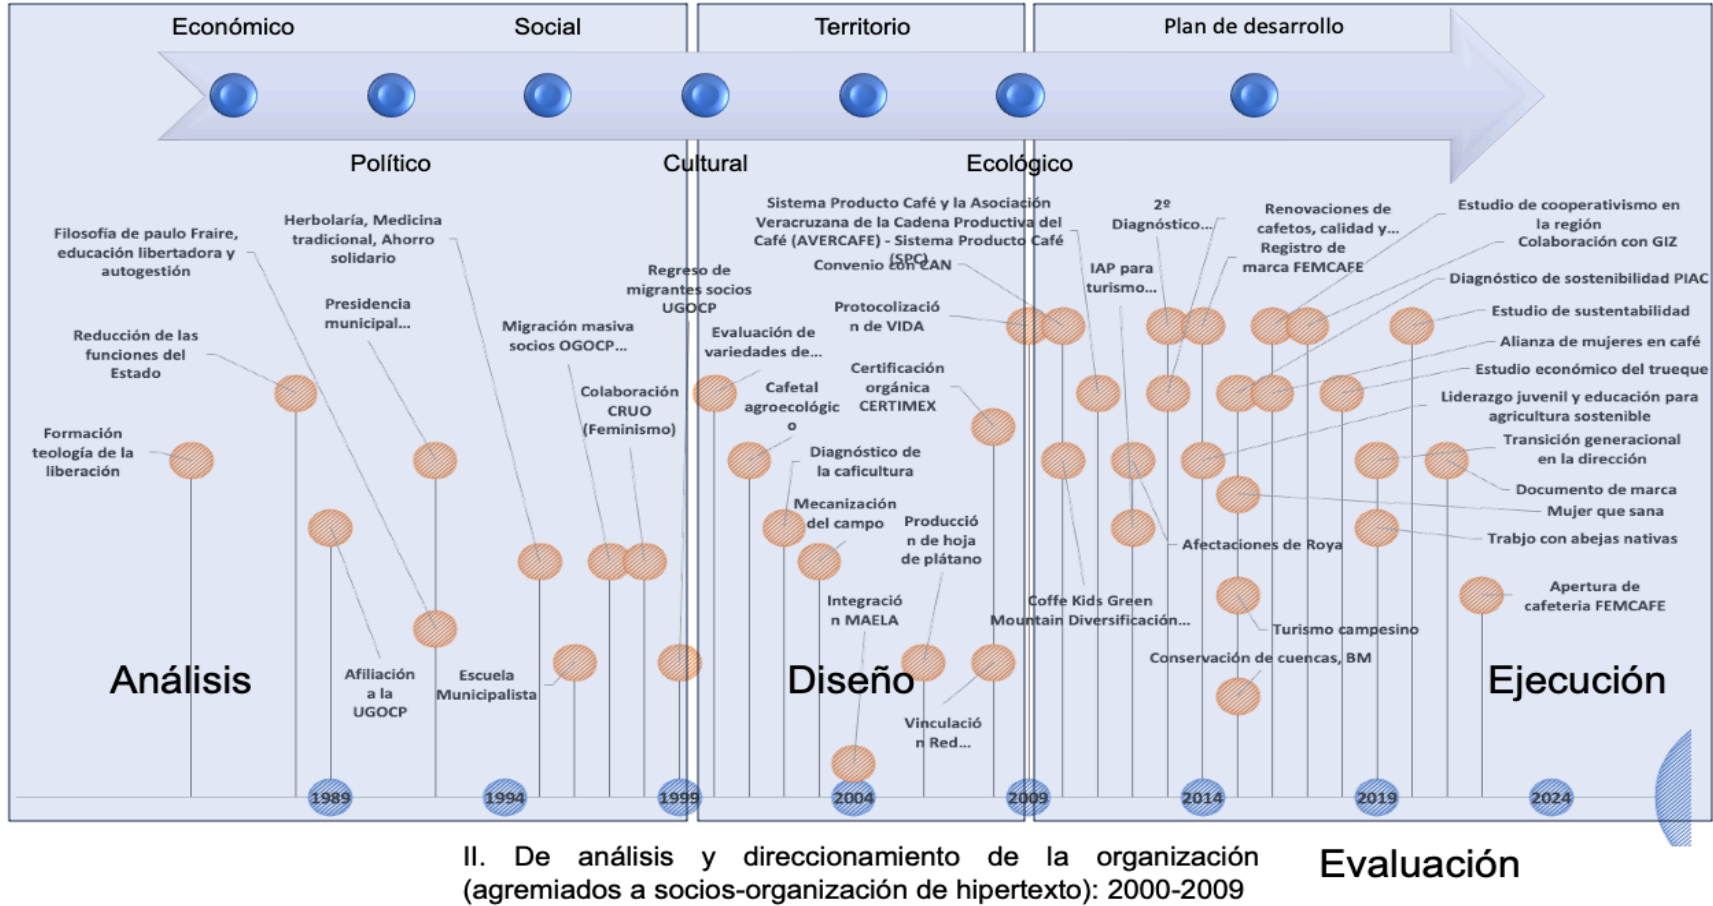 Económico
Social
Territorio
Plan de desarrollo
Político
Cultural
Ecológico
Filosofía de paulo Fraire,
educación libertadora y
autogestión
Herbolaría, Medicina
tradicional, Ahorro
solidario
Presidencia
municipal...
Reducción de las
funciones del
Estado
Formación
teología de la
liberación
Migración masiva
socios OGOCP...
Colaboración
CRUO
(Feminismo)
Regreso de
migrantes socios
UGOCP
Afiliación
a la
UGOCP
Escuela
Municipalista
Análisis
Sistema Producto Café y la Asociación
Veracruzana de la Cadena Productiva del
Café (AVERCAFE) - Sistema Producto Café
(SPC)
Convenio con CAN
Protocolizació
n de VIDA
Evaluación de
variedades de...
Certificación
orgánica
CERTIMEX
Cafetal
agroecológic
o
Diagnóstico de
la caficultura
Mecanización
del campo
Producció
n de hoja
de plátano
Integració
n MAELA
Vinculació
n Red...
Diseño
2º
Diagnóstico...
IAP para
turismo...
Renovaciones de
cafetos, calidad y...
Registro de
marca FEMCAFE
Estudio de cooperativismo en
la región
Colaboración con GIZ
Diagnóstico de sostenibilidad PIAC
Estudio de sustentabilidad
Alianza de mujeres en café
Estudio económico del trueque
Liderazgo juvenil y educación para
agricultura sostenible
Transición generacional
en la dirección
Documento de marca
Mujer que sana
Trabjo con abejas nativas
Afectaciones de Roya
Coffe Kids Green
Mountain Diversificación...
Turismo campesino
Conservación de cuencas, BM
Apertura de
cafeteria FEMCAFE
Ejecución
1989
1994
1999
2004
2009
2014
2019
2024
II. De análisis y direccionamiento de la organización
(agremiados a socios-organización de hipertexto): 2000-2009
Evaluación